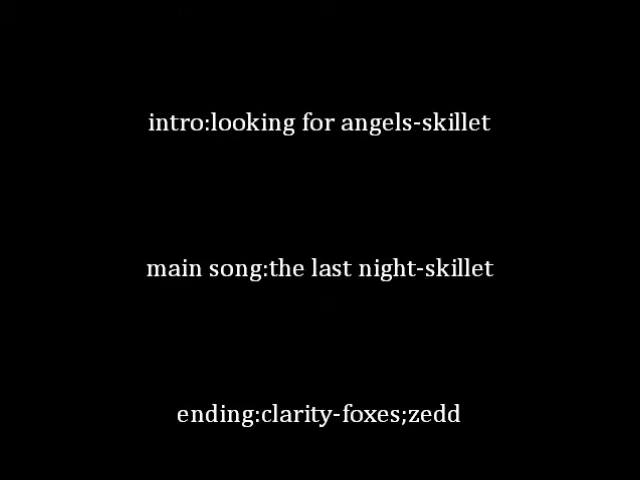 intro:looking for angels-skillet
main song:the last night-skillet
ending:clarity-foxes;zedd